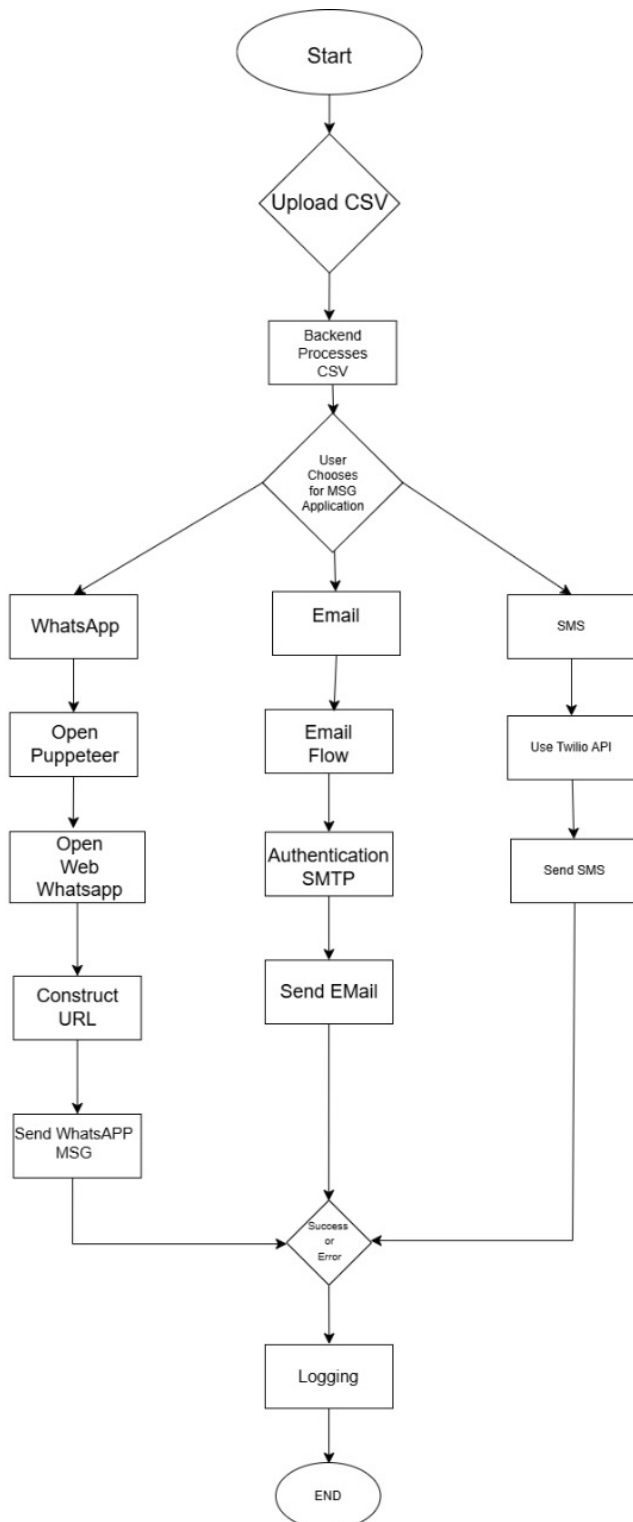 Start
Upload CSV
Backend
Processes
CSV
User
Chooses
for MSG
Application
WhatsApp
Email
SMS
Open
Puppeteer
Email
Flow
Use Twilio API
Open
Web
Whatsapp
Authentication
SMTP
Send SMS
Construct
URL
Send EMail
Send WhatsAPP
MSG
Success
or
Error
Logging
END